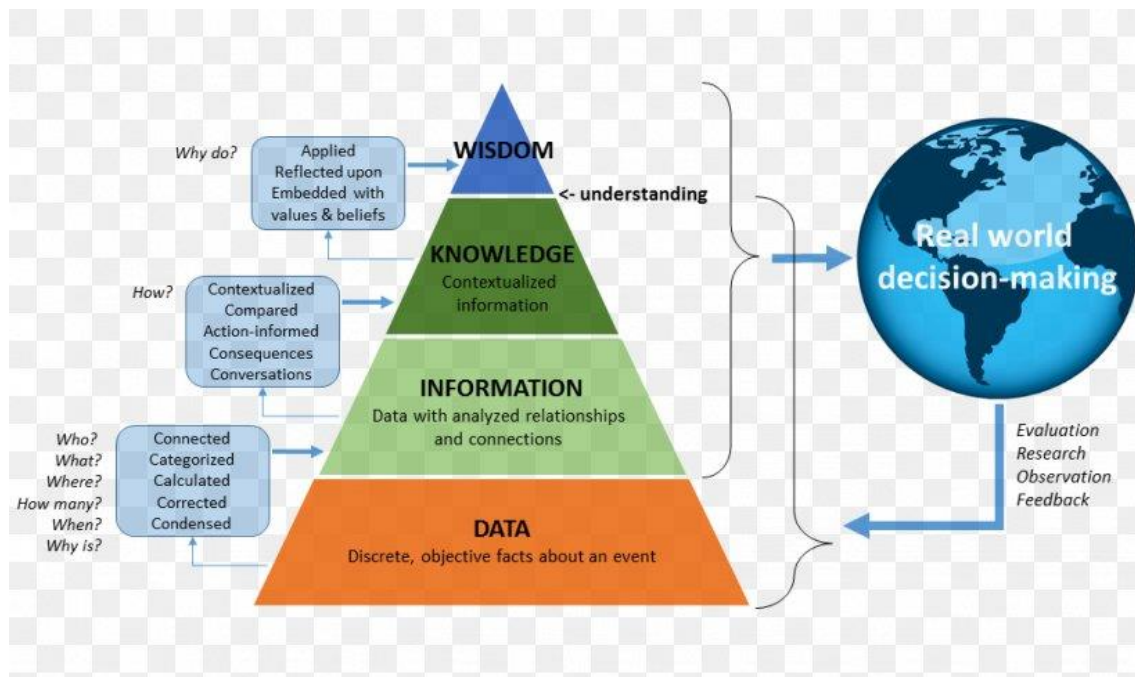 Why do?
Applied
Reflected upon
Embedded with
values & beliefs
WISDOM
<- understanding
How?
Contextualized
Compared
Action-informed
Consequences
Conversations
KNOWLEDGE
Contextualized
information
Who?
What?
Where?
How many?
When?
Why is?
Connected
Categorized
Calculated
Corrected
Condensed
INFORMATION
Data with analyzed relationships
and connections
DATA
Discrete, objective facts about an event
Real world
decision-making
Evaluation
Research
Observation
Feedback